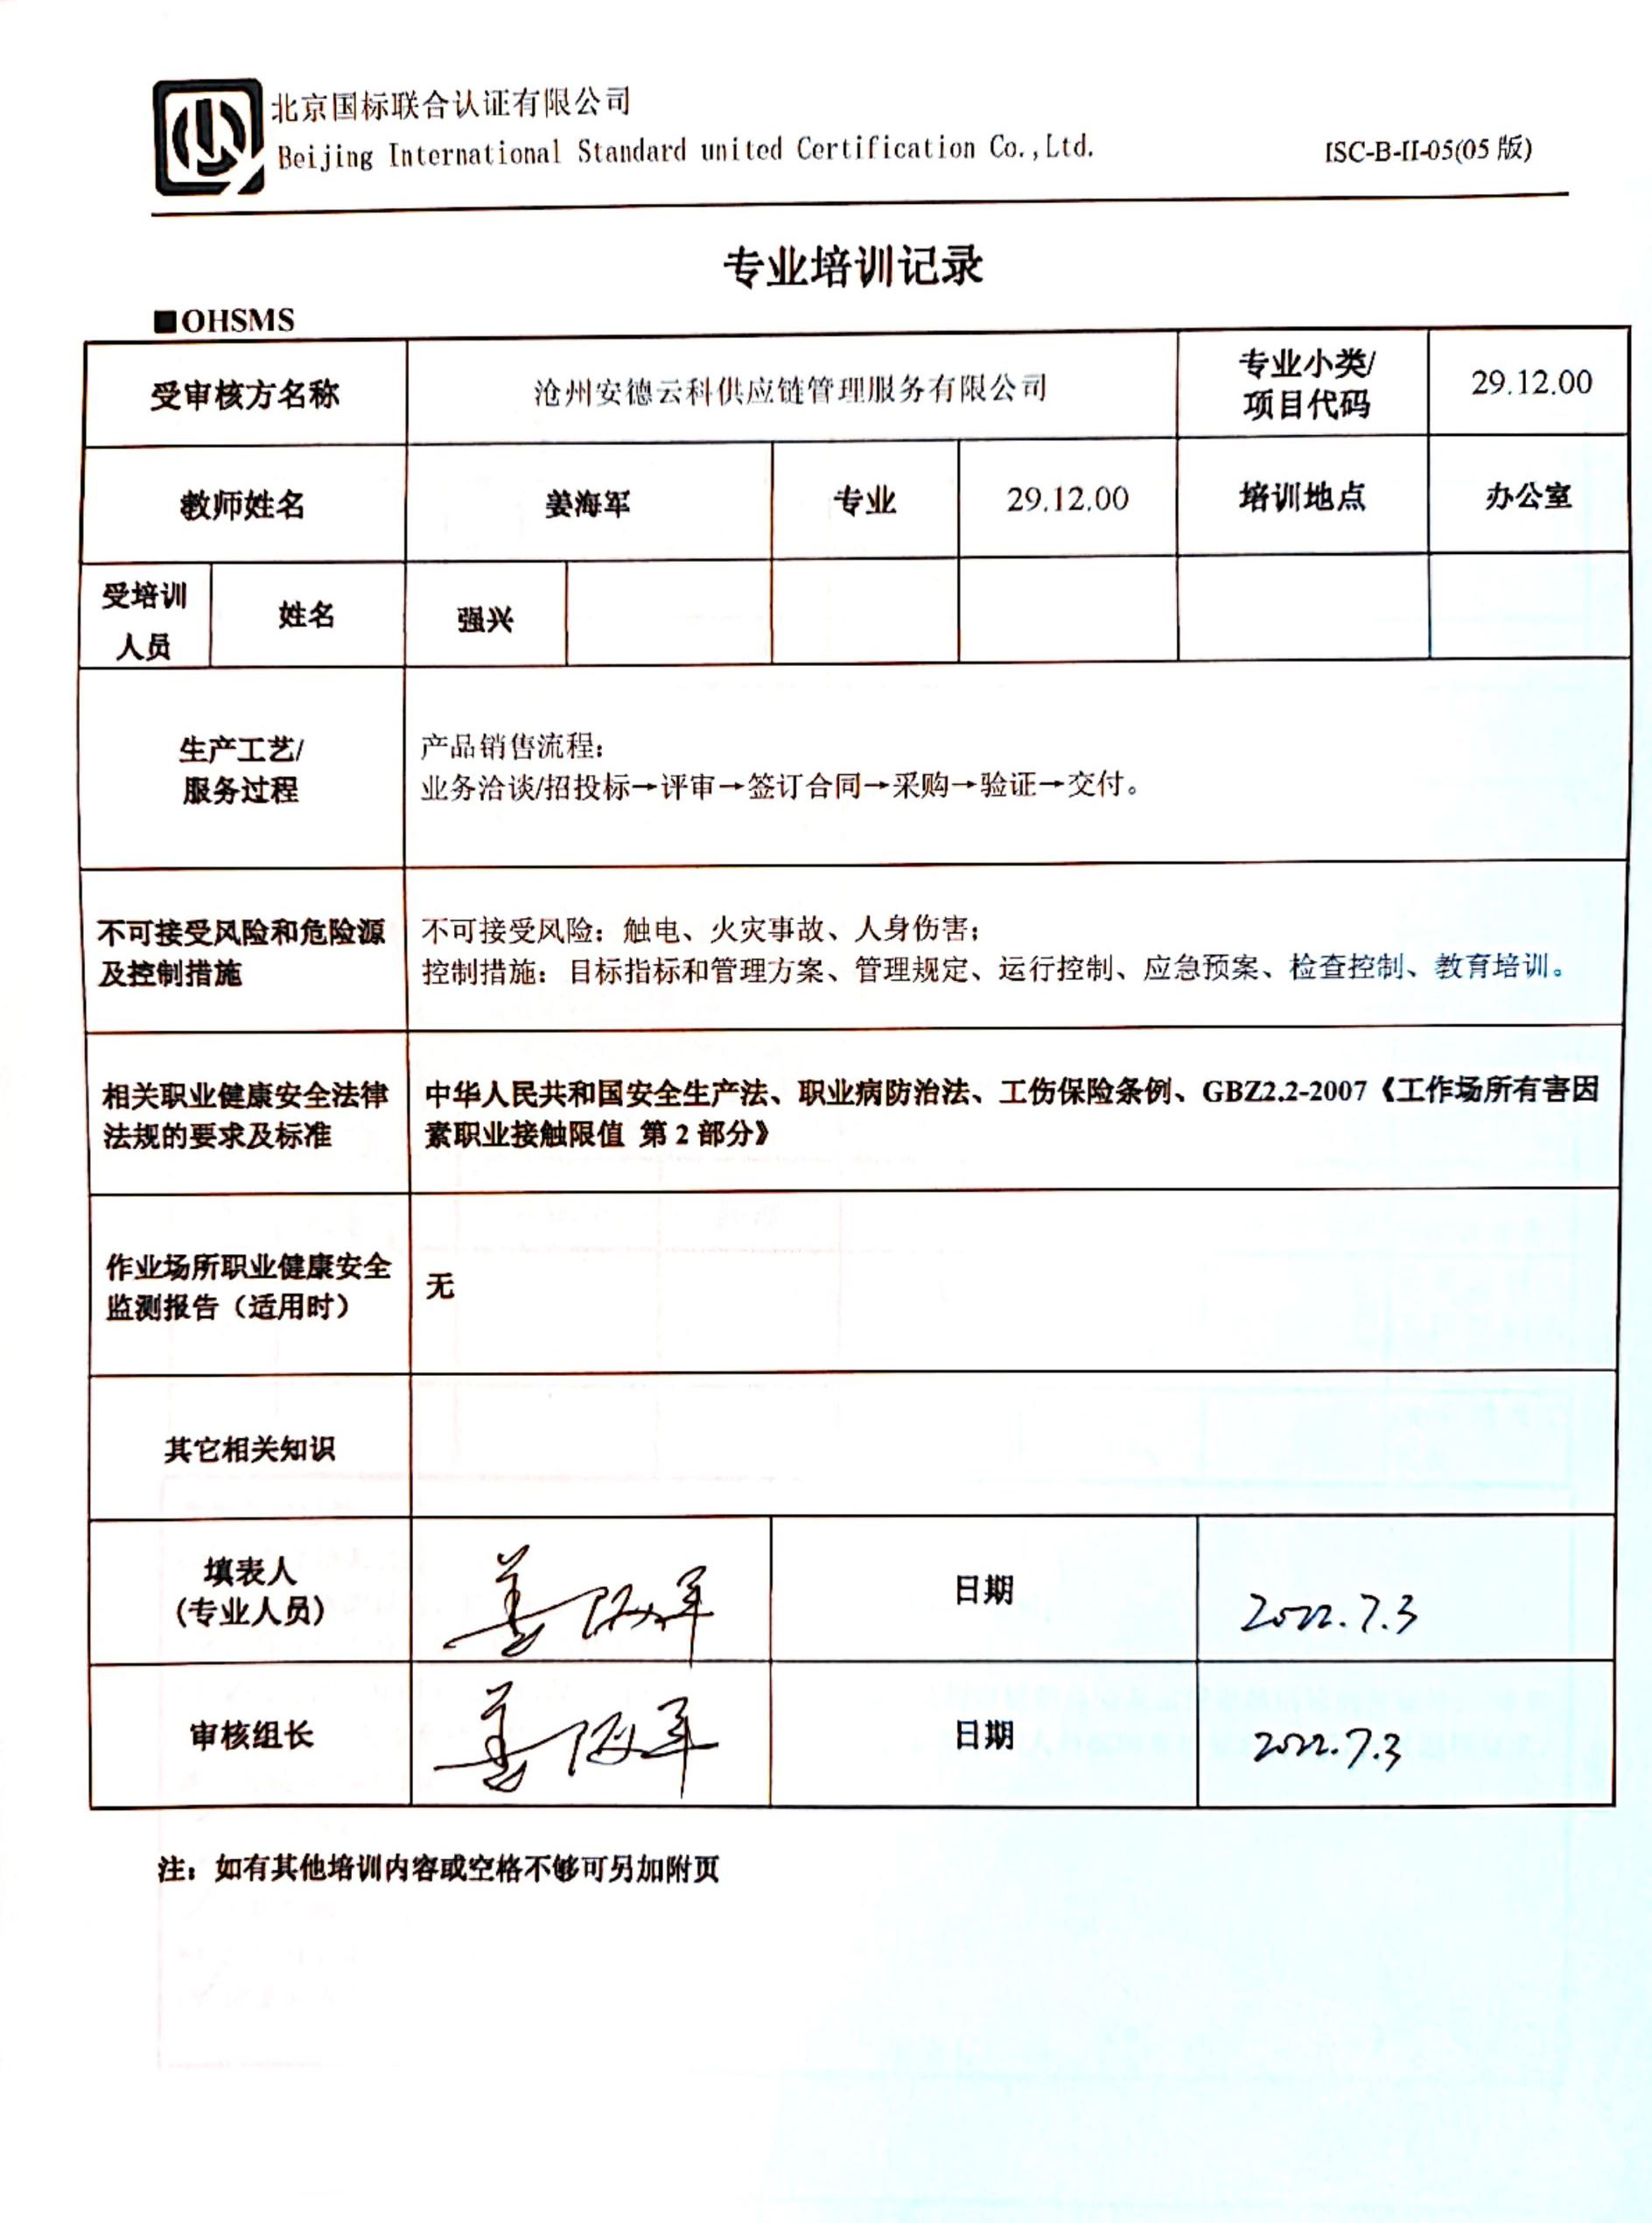 北京国标联合认证有限公司
Beijing International Standard united Certification Co.,Ltd.
ISC-B-II-05(05 版)
专业培训记录
■OHSMS
受审核方名称
沧州安德云科供应链管理服务有限公司
专业小类/
项目代码
29.12.00
教师姓名
姜海军
专业
29.12.00
培训地点
办公室
受培训
人员
姓名
强兴
生产工艺/
服务过程
产品销售流程：
业务洽谈/招投标→评审→签订合同→采购→验证→交付。
不可接受风险和危险源
及控制措施
不可接受风险：触电、火灾事故、人身伤害；
控制措施：目标指标和管理方案、管理规定、运行控制、应急预案、检查控制、教育培训。
相关职业健康安全法律
法规的要求及标准
中华人民共和国安全生产法、职业病防治法、工伤保险条例、GBZ2.2-2007《工作场所有害因
素职业接触限值 第 2 部分》
作业场所职业健康安全
监测报告（适用时）
无
其它相关知识
填表人
（专业人员）
姜海军
日期
2022.7.3
审核组长
姜海军
日期
2022.7.3
注：如有其他培训内容或空格不够可另加附页